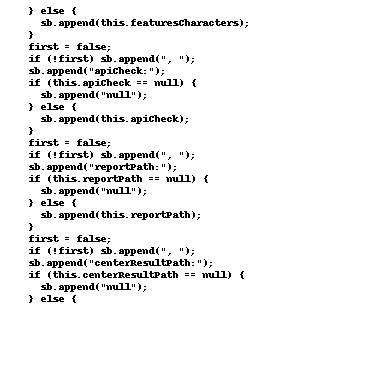 } else {
sb.append(this.featuresCharacters);
}
first = false;
if (!first) sb.append(", ");
sb.append("apiCheck:");
if (this.apiCheck == null) {
sb.append("null");
} else {
sb.append(this.apiCheck);
}
first = false;
if (!first) sb.append(", ");
sb.append("reportPath:");
if (this.reportPath == null) {
sb.append("null");
} else {
sb.append(this.reportPath);
}
first = false;
if (!first) sb.append(", ");
sb.append("centerResultPath:");
if (this.centerResultPath == null) {
sb.append("null");
} else {